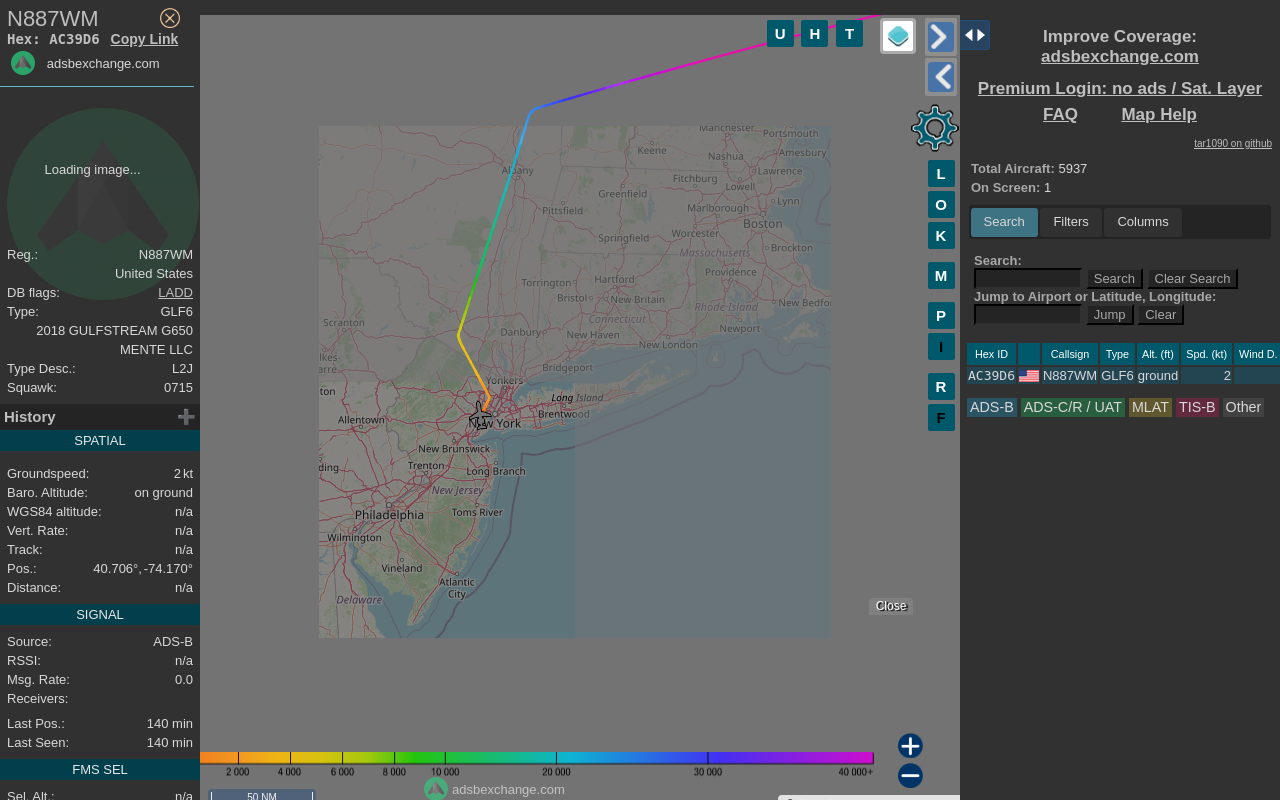 N887WM
Hex: AC39D6 Copy Link
adsbexchange.com
Loading image...
Reg.: N887WM
United States
DB flags: LADD
Type: GLF6
2018 GULFSTREAM G650
MENTE LLC
Type Desc.: L2J
Squawk: 0715
History
SPATIAL
Groundspeed: 2 kt
Baro. Altitude: on ground
WGS84 altitude: n/a
Vert. Rate: n/a
Track: n/a
Pos.: 40.706°, -74.170°
Distance: n/a
SIGNAL
Source: ADS-B
RSSI: n/a
Msg. Rate: 0.0
Receivers:
Last Pos.: 140 min
Last Seen: 140 min
FMS SEL
Sel. Alt.: n/a
U H T
L
O
K
M
P
I
R
F
Manchester
Portsmouth
Keene
Nashua
Amesbury
Albany
Fitchburg
Lawrence
Greenfield
Lowell
Pittsfield
Marlborough
Lynn
Boston
Springfield
Worcester
Brockton
Massachusetts
Torrington
Hartford
Providence
Bristol
New Britain
Rhode Island
New Bedfor
Scranton
Connecticut
Danbury
New Haven
Newport
New London
lkes-
arre
Bridgeport
Yonkers
ton
Long Island
Allentown
New York
Brentwood
New Brunswick
ding
Trenton
Long Branch
New Jersey
Philadelphia
Toms River
Wilmington
Vineland
Atlantic
City
Delaware
Close
2 000 4 000 6 000 8 000 10 000 20 000 30 000 40 000+
adsbexchange.com
50 NM
Improve Coverage:
adsbexchange.com
Premium Login: no ads / Sat. Layer
FAQ Map Help
tar1090 on github
Total Aircraft: 5937
On Screen: 1
Search Filters Columns
Search:
Search Clear Search
Jump to Airport or Latitude, Longitude:
Jump Clear
Hex ID Callsign Type Alt. (ft) Spd. (kt) Wind D.
AC39D6 N887WM GLF6 ground 2
ADS-B ADS-C/R / UAT MLAT TIS-B Other